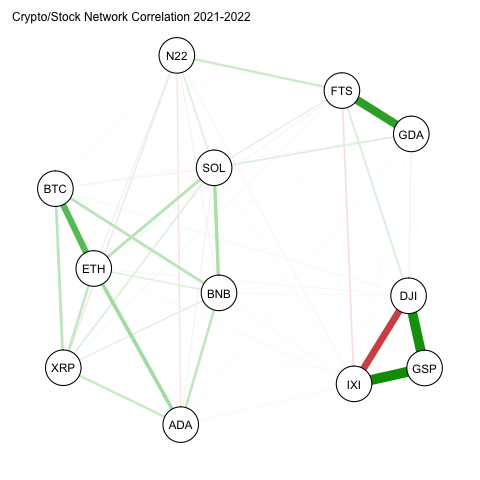 Crypto/Stock Network Correlation 2021-2022
N22
FTS
GDA
SOL
BTC
ETH
BNB
DJI
XRP
GSP
IXI
ADA